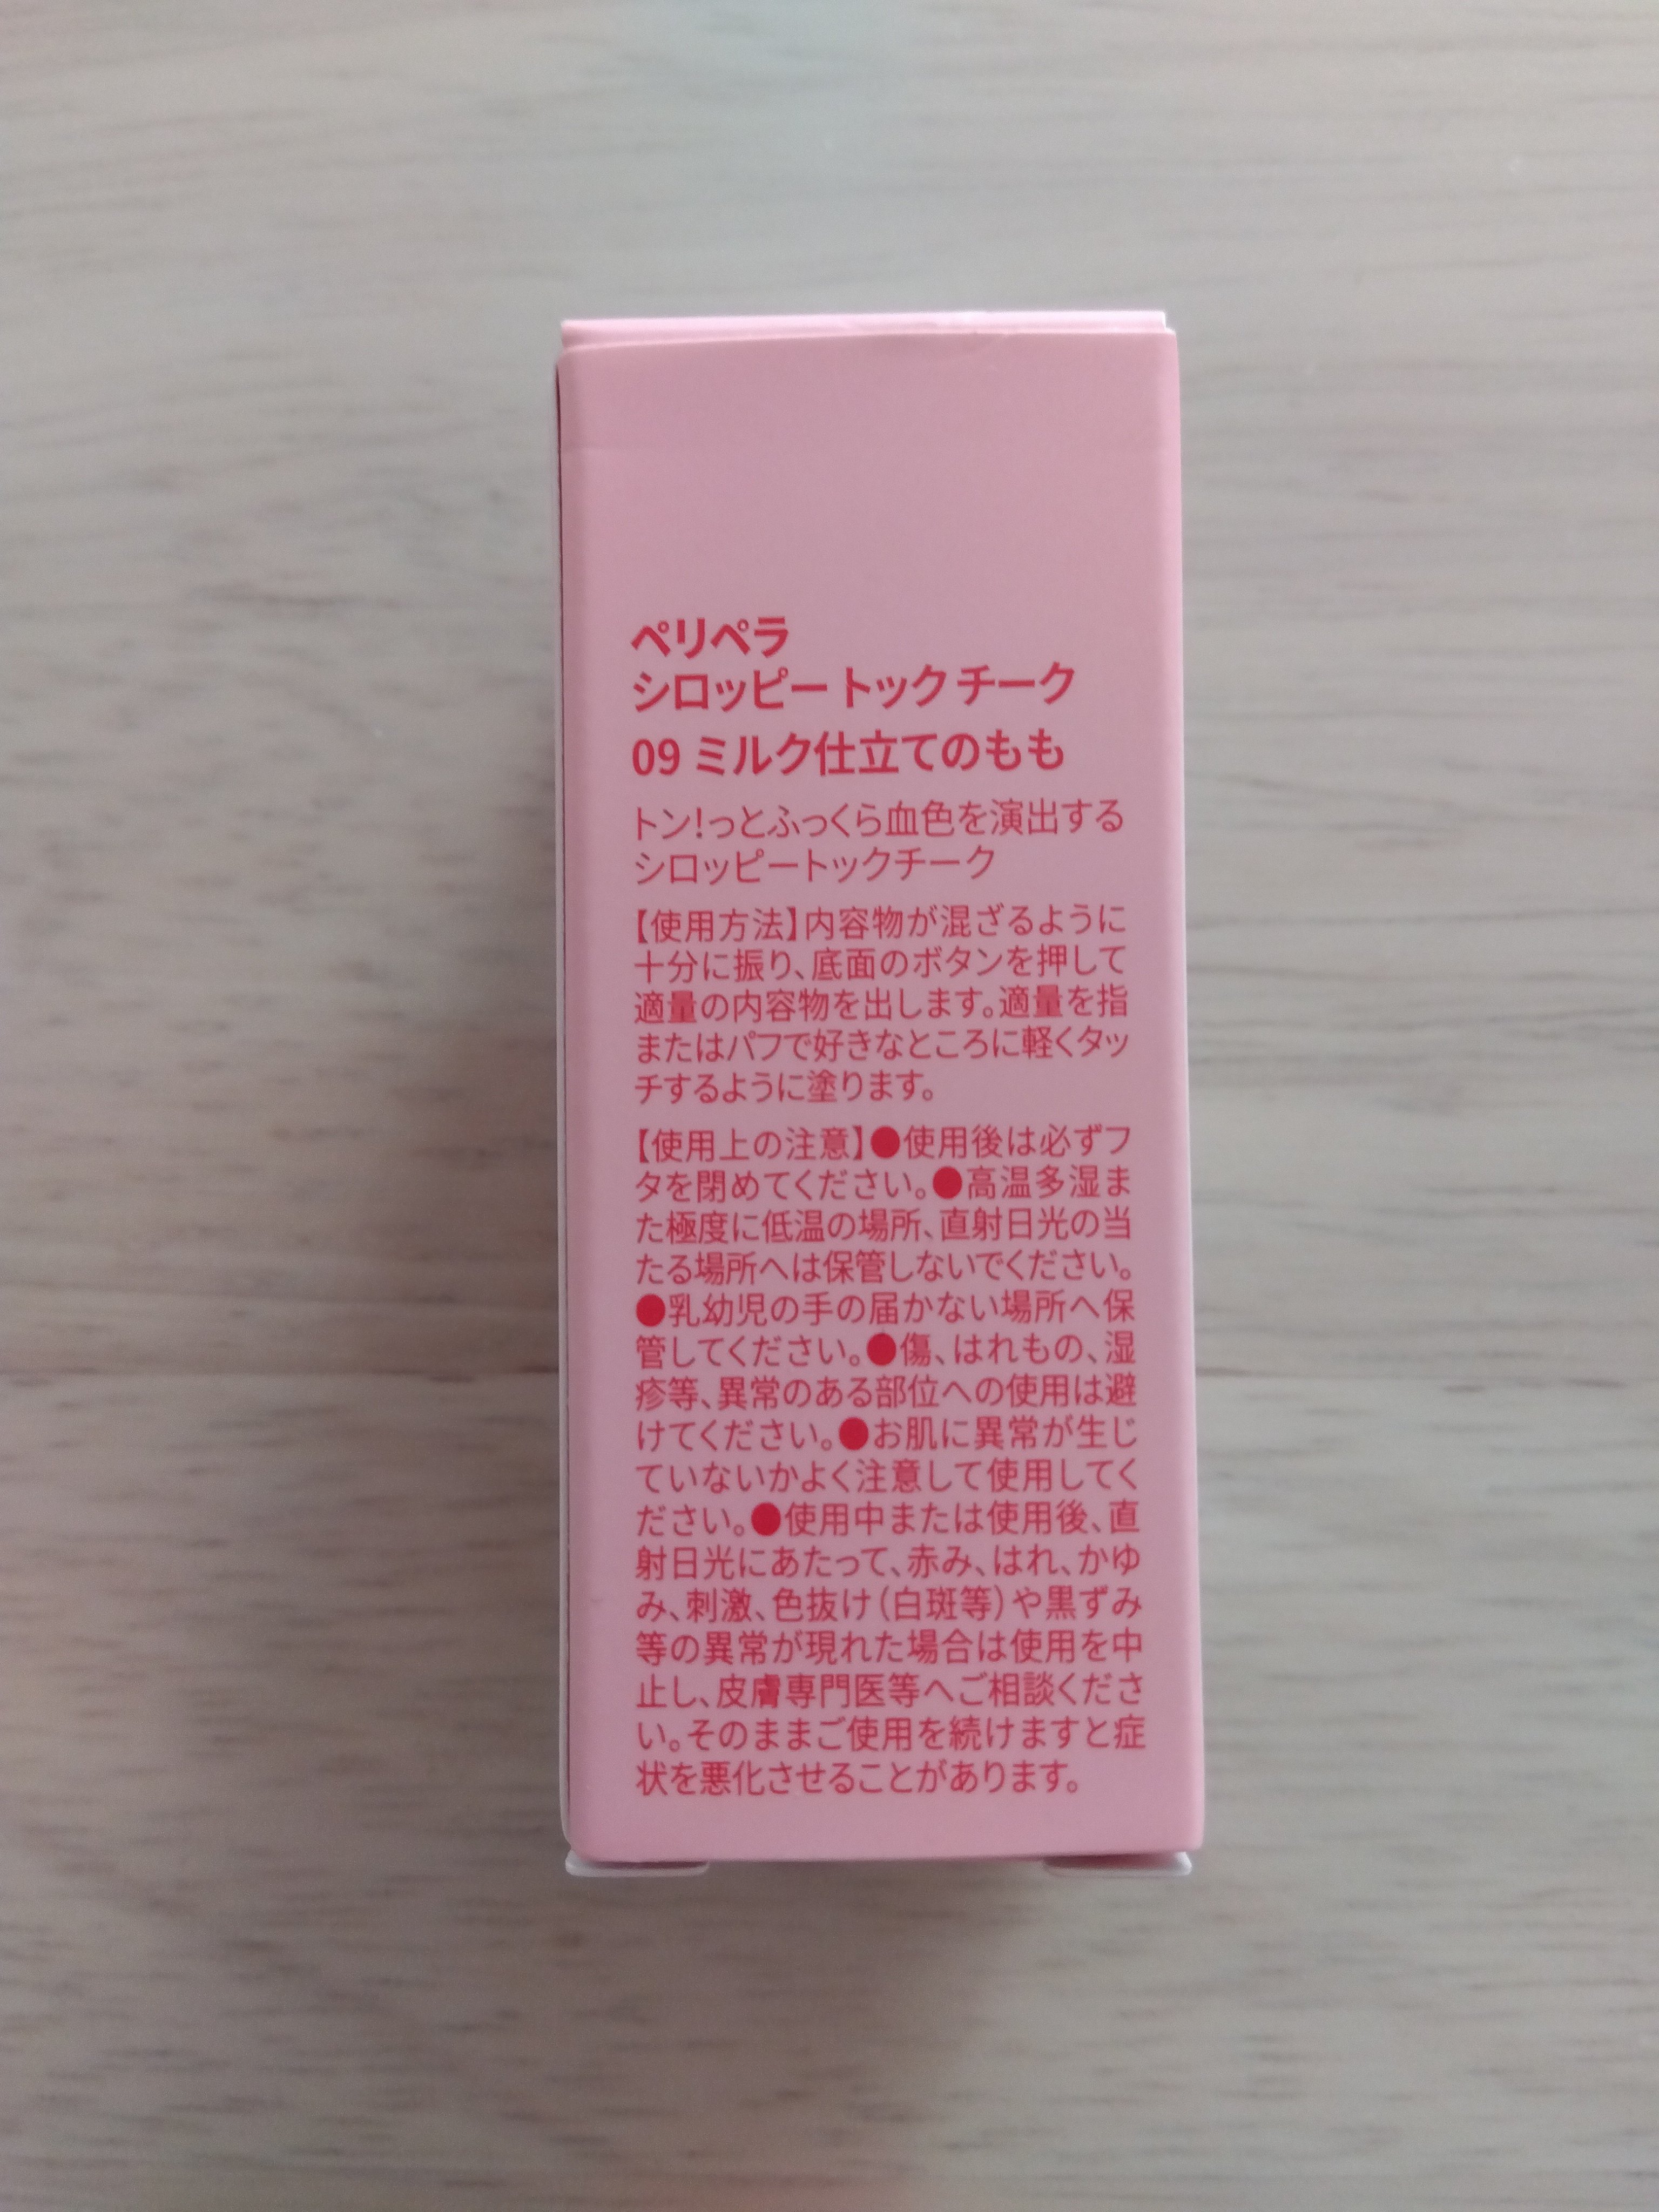 ペリペラ
シロッピー トック チーク
09 ミルク仕立てのもも
トン!っとふっくら血色を演出する
シロッピートックチーク
【使用方法】内容物が混ざるように
十分に振り、底面のボタンを押して
適量の内容物を出します。適量を指
またはパフで好きなところに軽くタッ
チするように塗ります。
【使用上の注意】●使用後は必ずフ
タを閉めてください。●高温多湿ま
た極度に低温の場所、直射日光の当
たる場所へは保管しないでください。
●乳幼児の手の届かない場所へ保
管してください。●傷、はれもの、湿
疹等、異常のある部位への使用は避
けてください。●お肌に異常が生じ
ていないかよく注意して使用してく
ださい。●使用中または使用後、直
射日光にあたって、赤み、はれ、かゆ
み、刺激、色抜け(白斑等)や黒ずみ
等の異常が現れた場合は使用を中
止し、皮膚専門医等へご相談くださ
い。そのままご使用を続けますと症
状を悪化させることがあります。